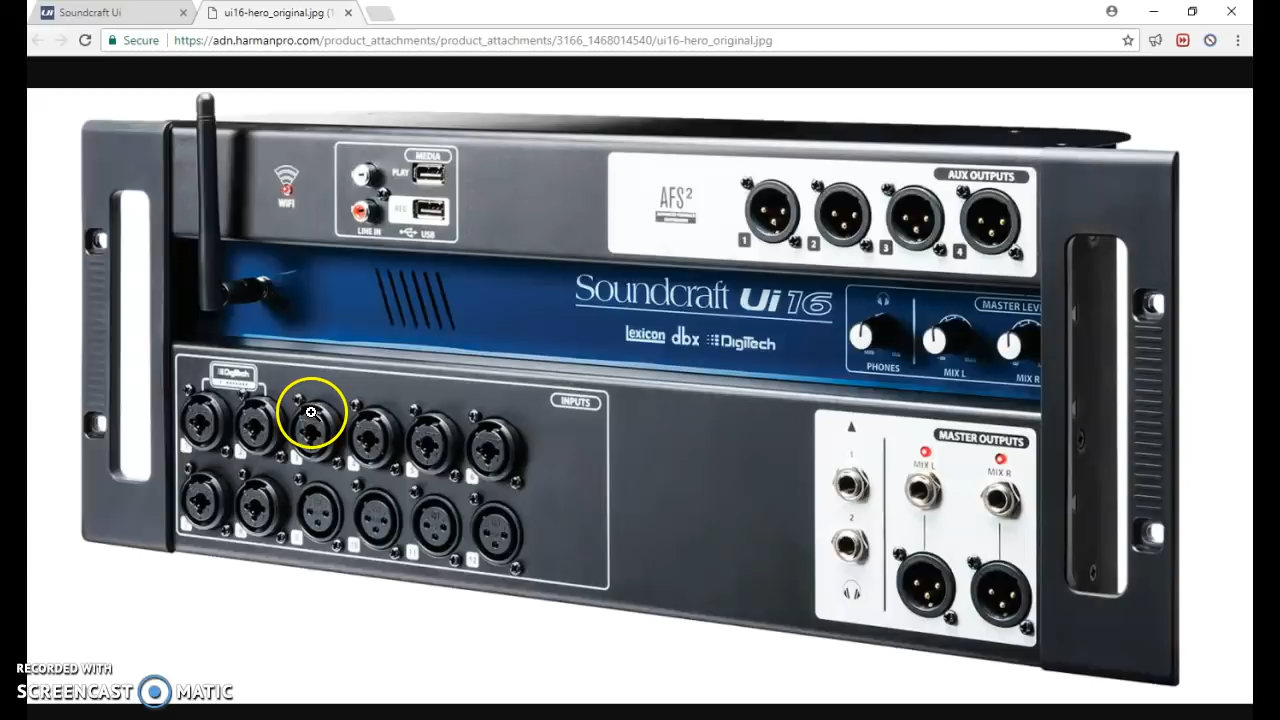 Soundcraft Ui
ui16-hero_original.jpg (1
Secure
https://adn.harmanpro.com/product_attachments/product_attachments/3166_1468014540/ui16-hero_original.jpg
WiFi
MEDIA
PLAY
REC
LINE IN
USB
AFS²
AUX OUTPUTS
1
2
3
4
Soundcraft Ui16
lexicon dbx DigiTech
MASTER LEV
PHONES
MIX L
MIX R
DigiTech
INPUTS
MASTER OUTPUTS
1
MIX L
MIX R
2
RECORDED WITH
SCREENCAST MATIC